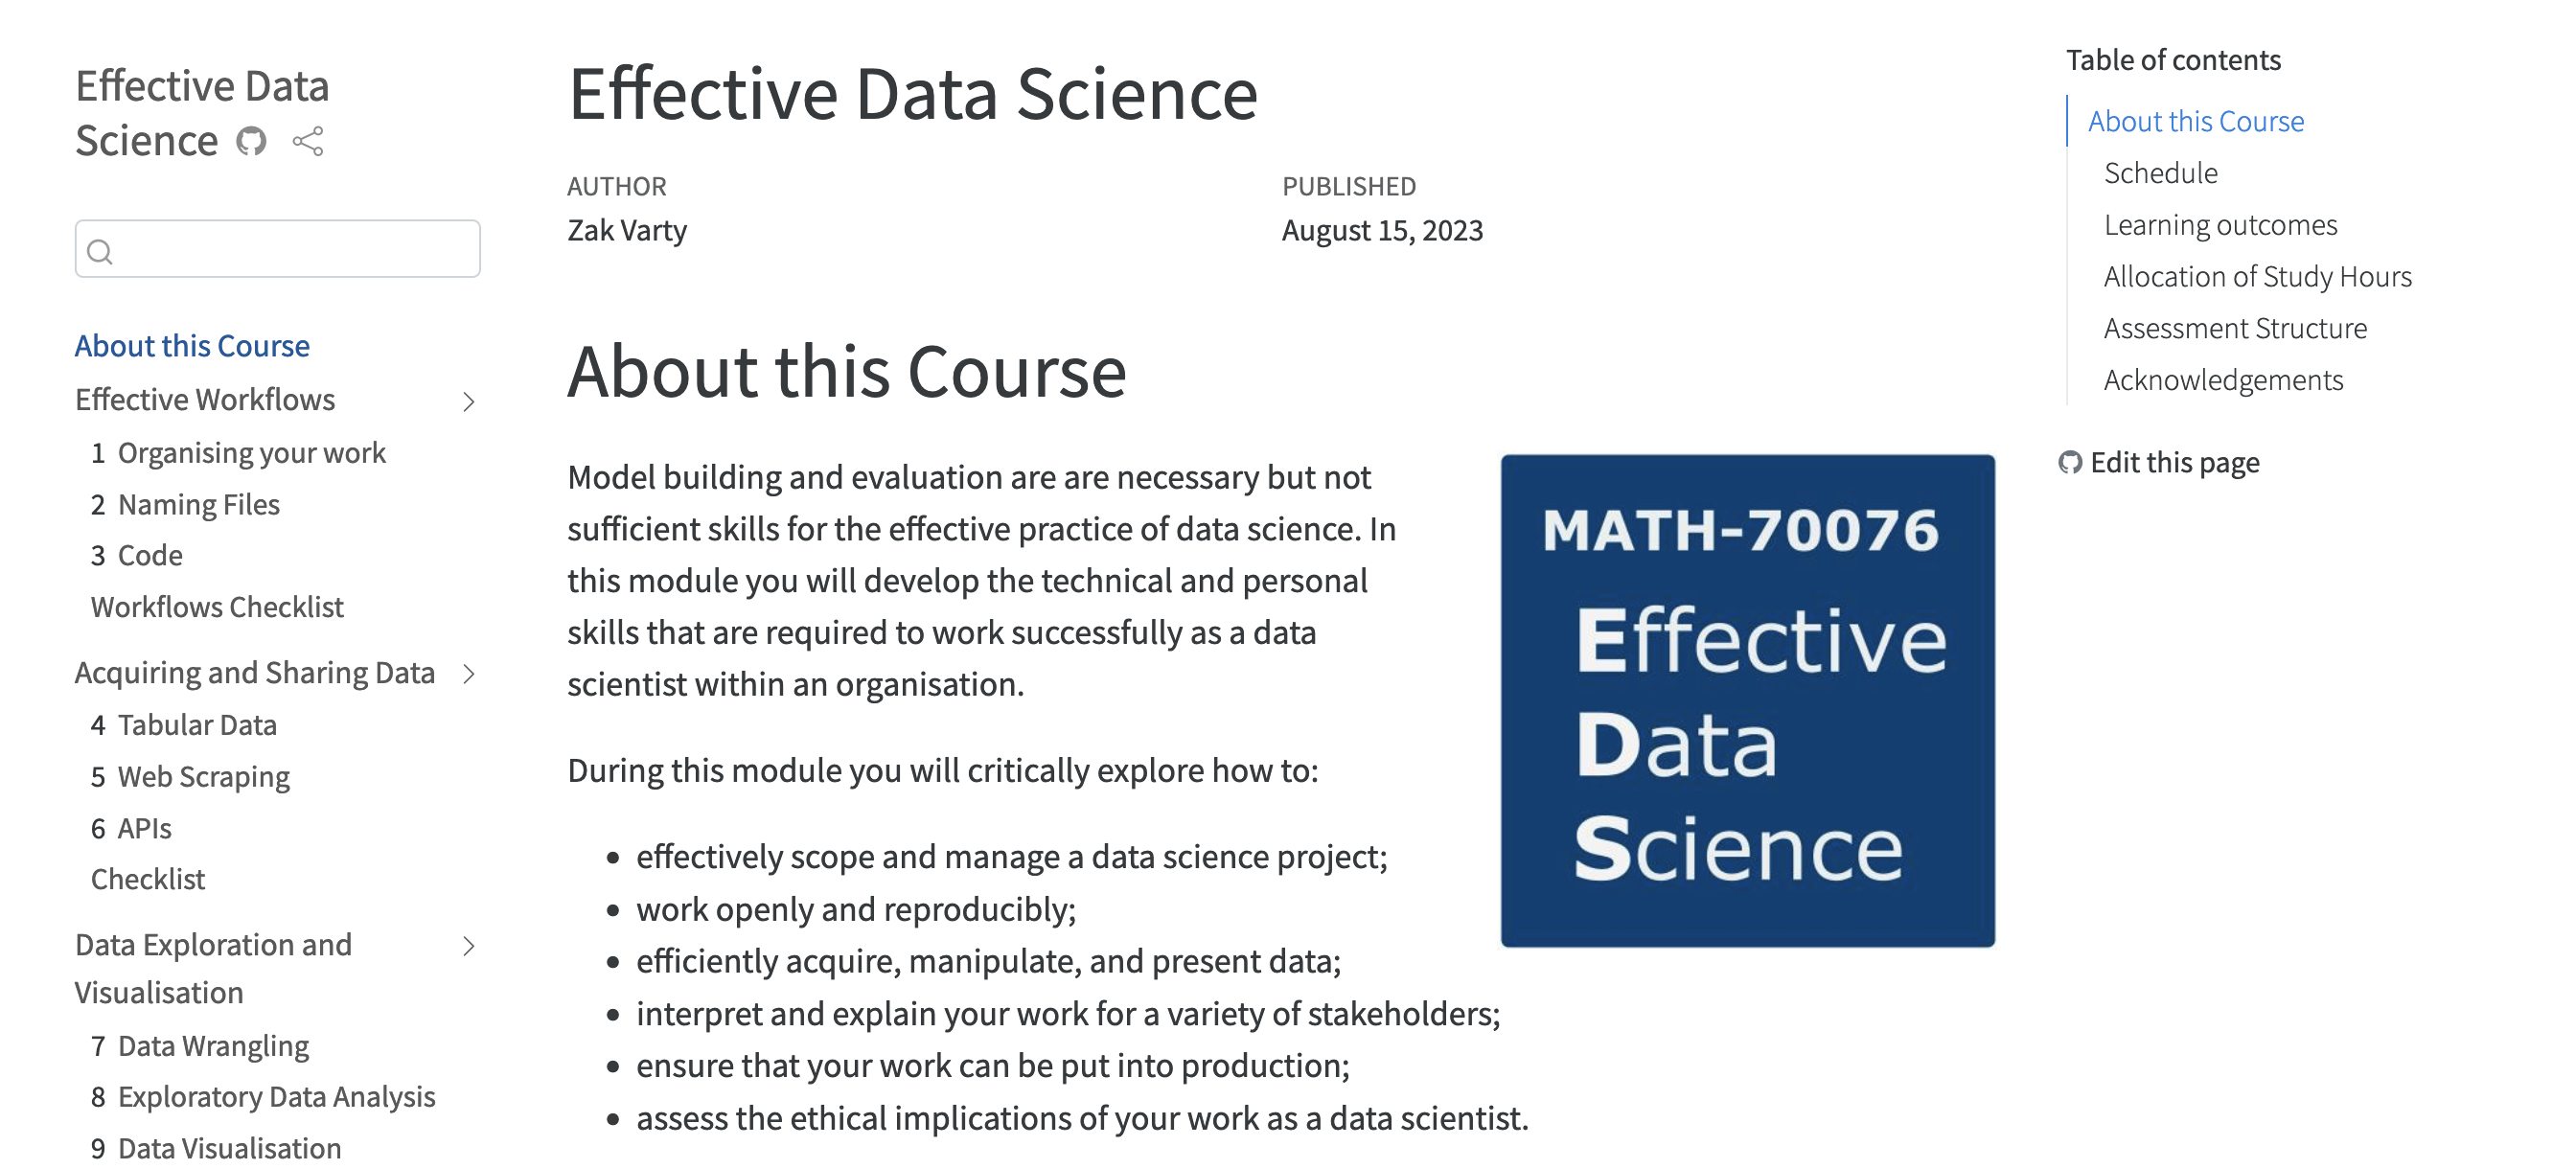 Effective Data
Science
About this Course
Effective Workflows
1 Organising your work
2 Naming Files
3 Code
Workflows Checklist
Acquiring and Sharing Data
4 Tabular Data
5 Web Scraping
6 APIs
Checklist
Data Exploration and
Visualisation
7 Data Wrangling
8 Exploratory Data Analysis
9 Data Visualisation
Effective Data Science
AUTHOR
Zak Varty
PUBLISHED
August 15, 2023
About this Course
Model building and evaluation are are necessary but not
sufficient skills for the effective practice of data science. In
this module you will develop the technical and personal
skills that are required to work successfully as a data
scientist within an organisation.
During this module you will critically explore how to:
• effectively scope and manage a data science project;
• work openly and reproducibly;
• efficiently acquire, manipulate, and present data;
• interpret and explain your work for a variety of stakeholders;
• ensure that your work can be put into production;
• assess the ethical implications of your work as a data scientist.
MATH-70076
Effective
Data
Science
Table of contents
About this Course
Schedule
Learning outcomes
Allocation of Study Hours
Assessment Structure
Acknowledgements
Edit this page